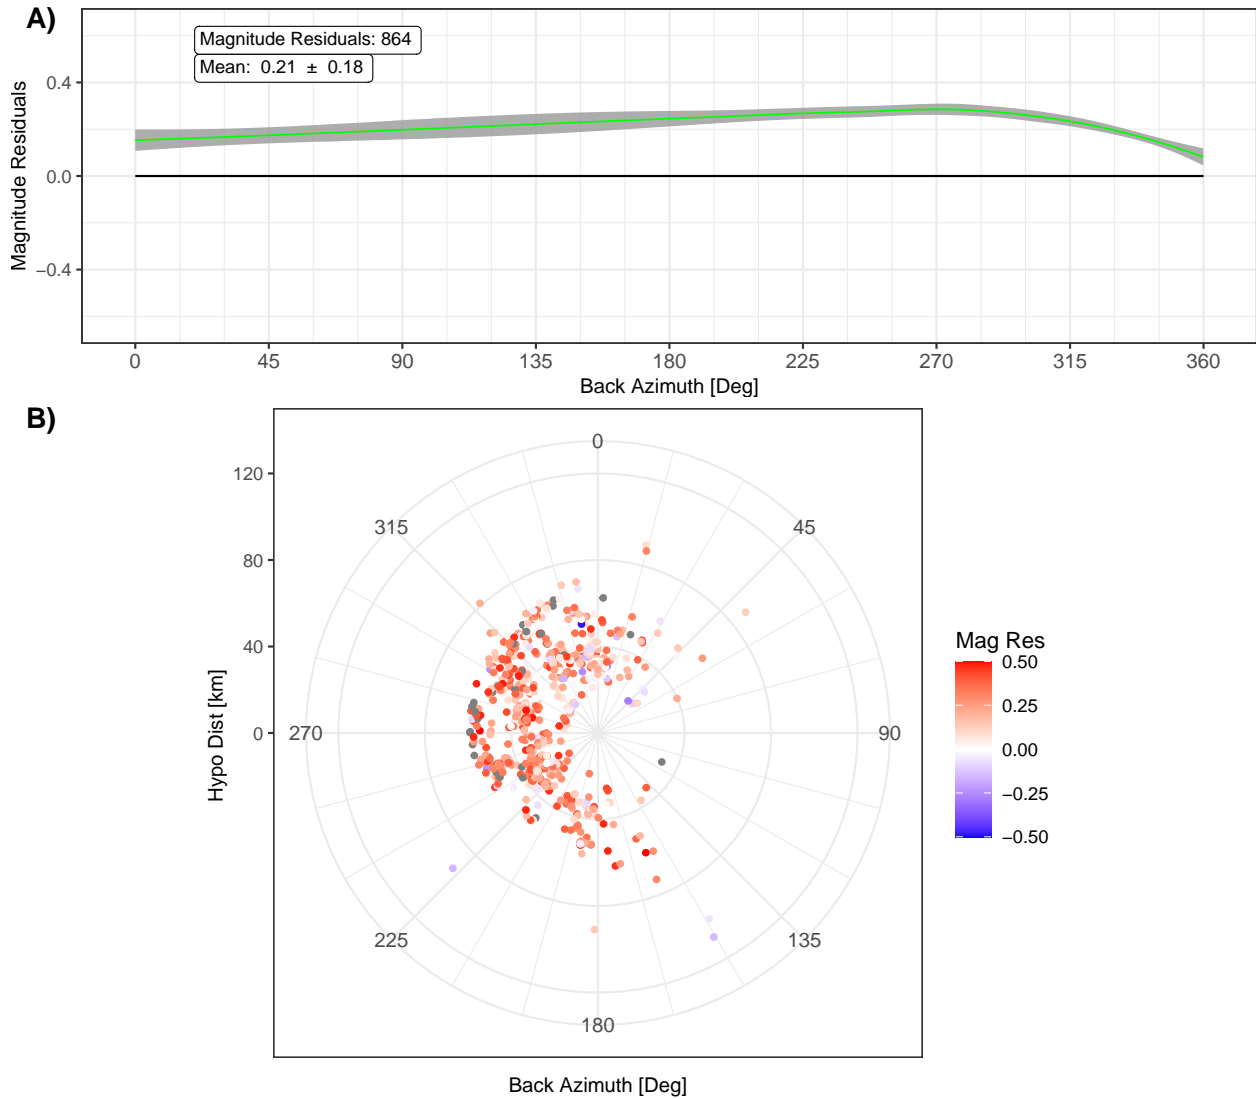 A)
Magnitude Residuals: 864
Mean:  0.21  ±  0.18
Magnitude Residuals
0.4
0.0
−0.4
0 45 90 135 180 225 270 315 360
Back Azimuth [Deg]
B)
Hypo Dist [km]
120
80
40
0
0
45
90
135
180
225
270
315
Back Azimuth [Deg]
Mag Res
0.50
0.25
0.00
−0.25
−0.50